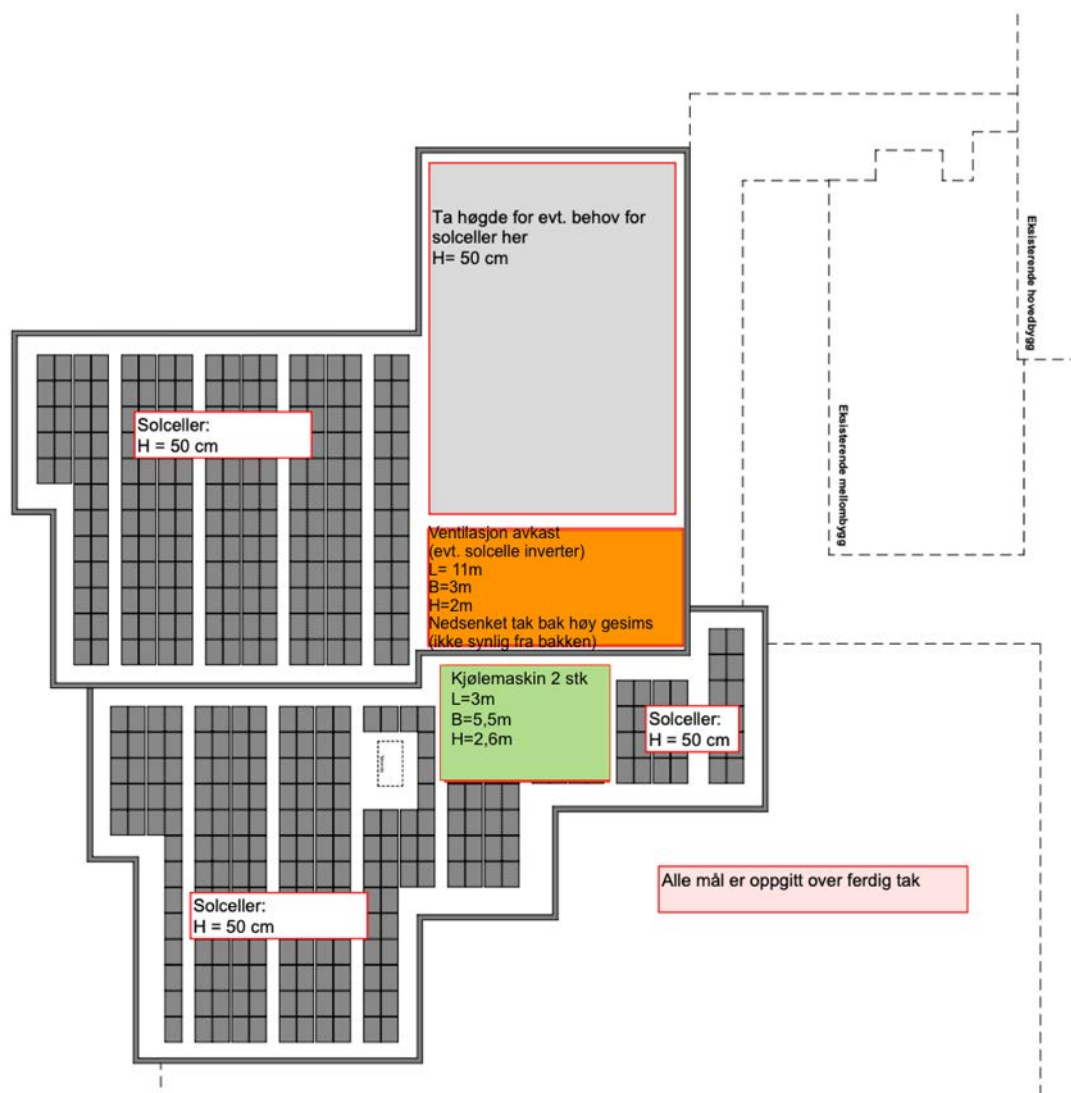 Ta høgde for evt. behov for
solceller her
H= 50 cm
Eksisterende hovedbygg
Eksisterende mellombygg
Solceller:
H = 50 cm
Ventilasjon avkast
(evt. solcelle inverter)
L= 11m
B=3m
H=2m
Nedsenket tak bak høy gesims
(ikke synlig fra bakken)
Kjølemaskin 2 stk
L=3m
B=5,5m
H=2,6m
Solceller:
H = 50 cm
Alle mål er oppgitt over ferdig tak
Solceller:
H = 50 cm